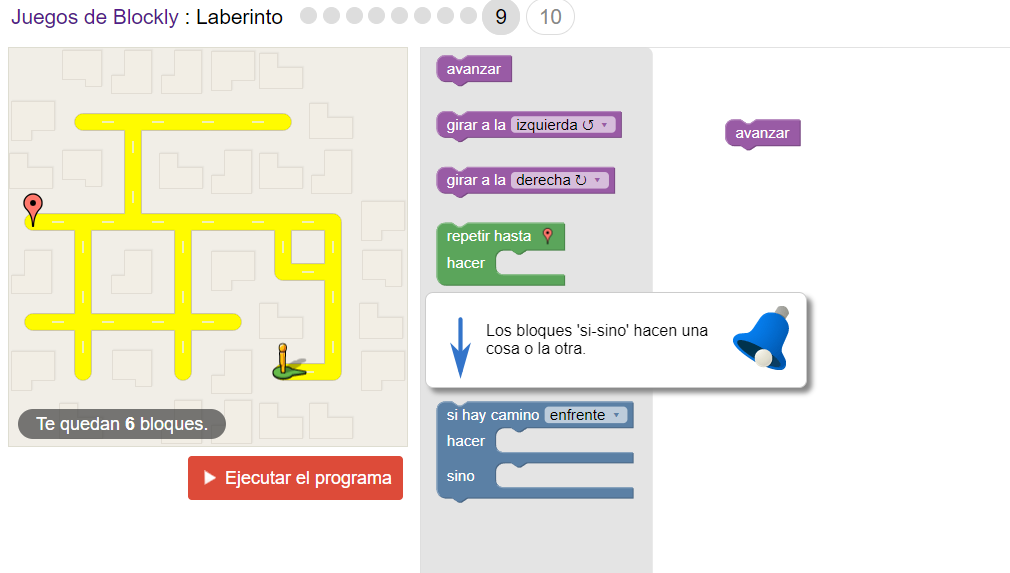 Juegos de Blockly : Laberinto 9 10
avanzar
girar a la izquierda ↺ ▾
girar a la derecha ↻ ▾
repetir hasta
hacer
Los bloques 'si-sino' hacen una
cosa o la otra.
si hay camino enfrente ▾
hacer
sino
avanzar
Te quedan 6 bloques.
Ejecutar el programa